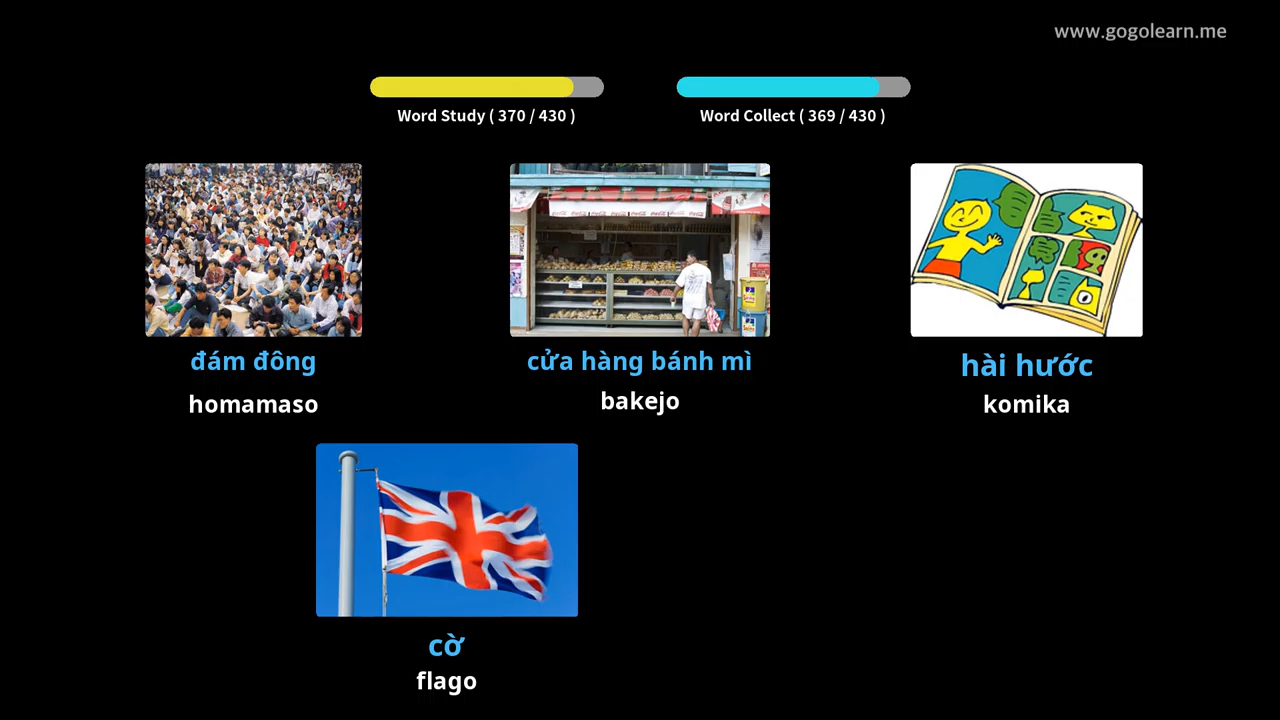 www.gogolearn.me
Word Study ( 370 / 430 )
Word Collect ( 369 / 430 )
đám đông
cửa hàng bánh mì
hài hước
homamaso
bakejo
komika
cờ
flago